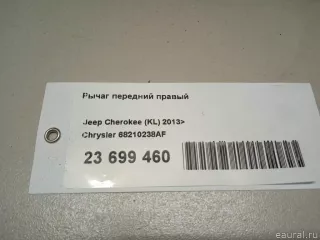 Рычаг передний правый
Jeep Cherokee (KL) 2013>
Chrysler 68210238AF
23 699 460
© eaural.ru